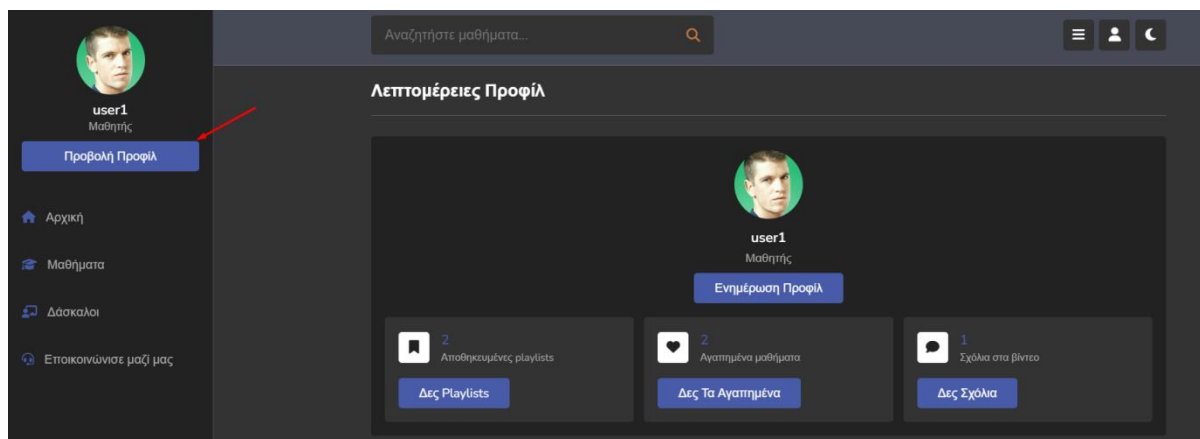 user1
Μαθητής
Προβολή Προφίλ
Αρχική
Μαθήματα
Δάσκαλοι
Εποικοινώνισε μαζί μας
Αναζητήστε μαθήματα...
Λεπτομέρειες Προφίλ
user1
Μαθητής
Ενημέρωση Προφίλ
2
Αποθηκευμένες playlists
Δες Playlists
2
Αγαπημένα μαθήματα
Δες Τα Αγαπημένα
1
Σχόλια στα βίντεο
Δες Σχόλια